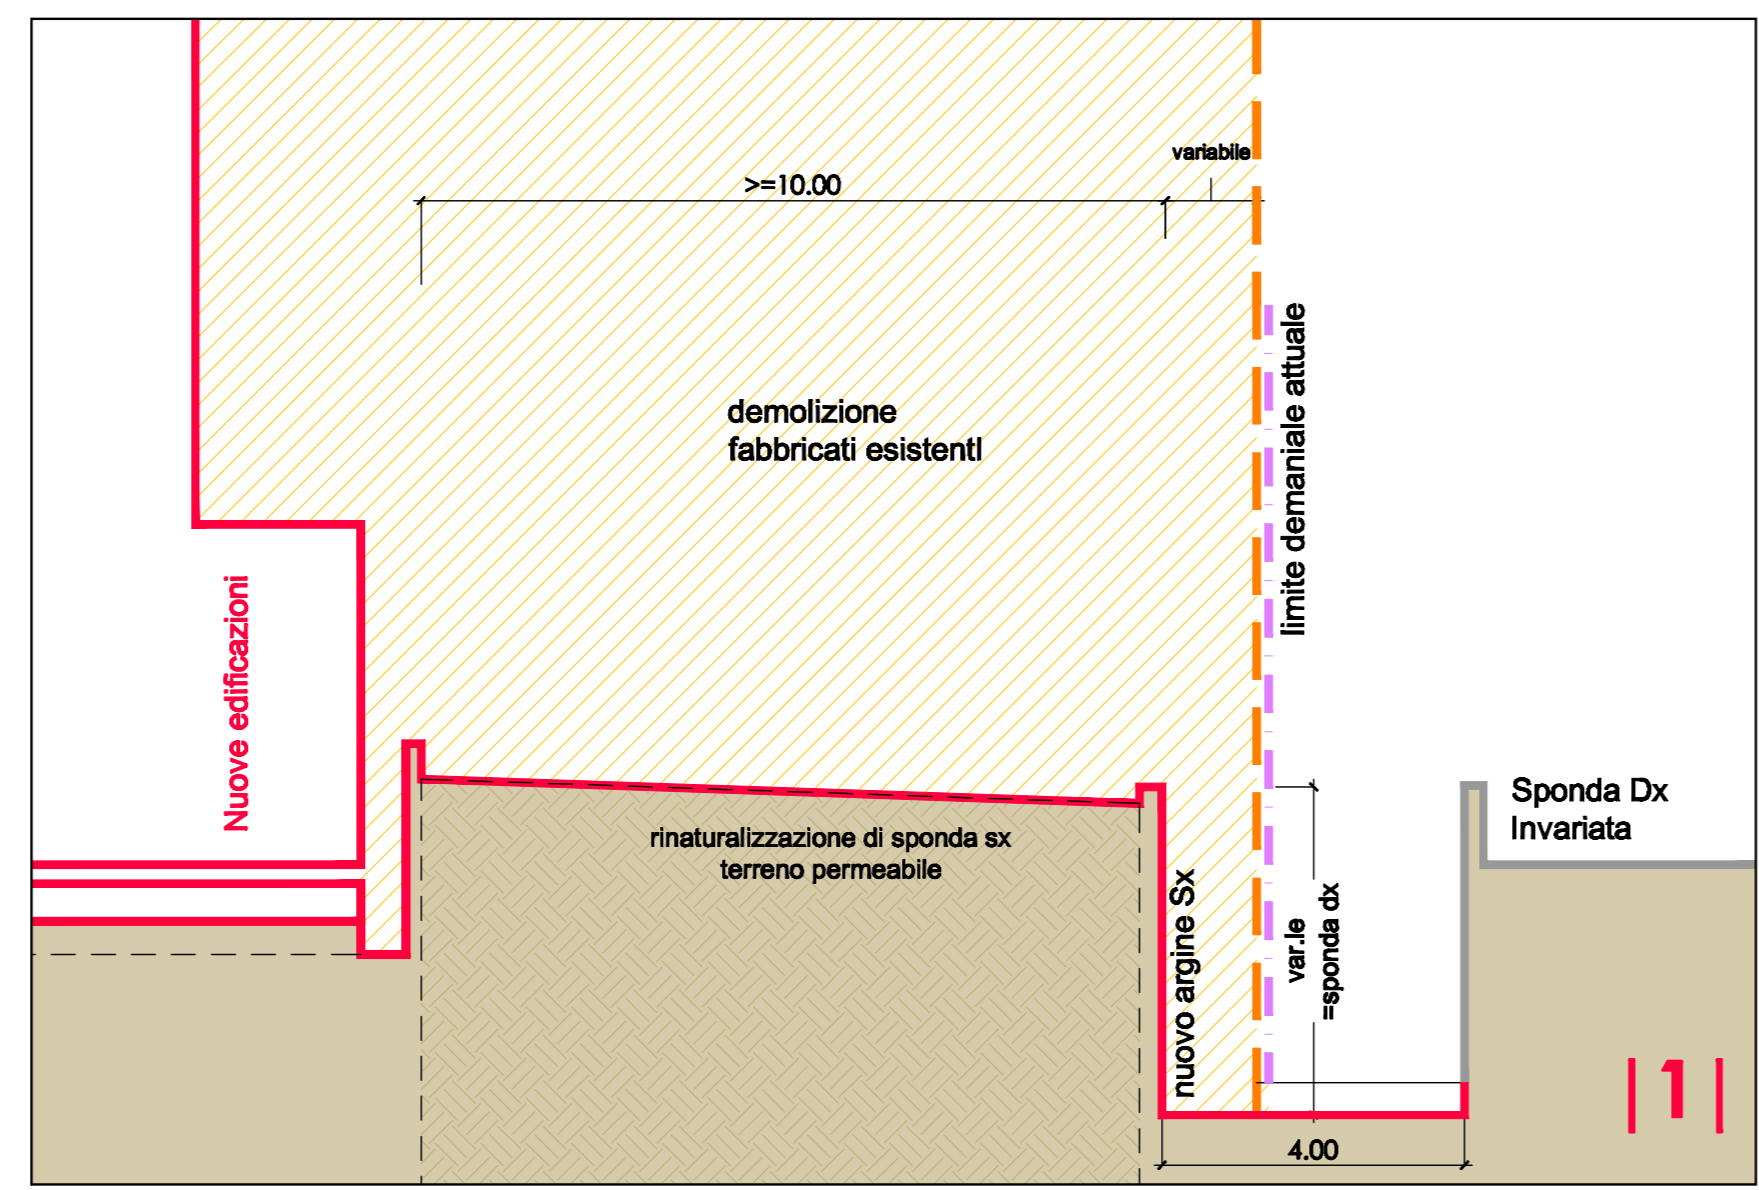 variabile
>=10.00
demolizione
fabbricati esistentI
limite demaniale attuale
Nuove edificazioni
Sponda Dx
Invariata
rinaturalizzazione di sponda sx
terreno permeabile
nuovo argine Sx
var.le
=sponda dx
|1|
4.00